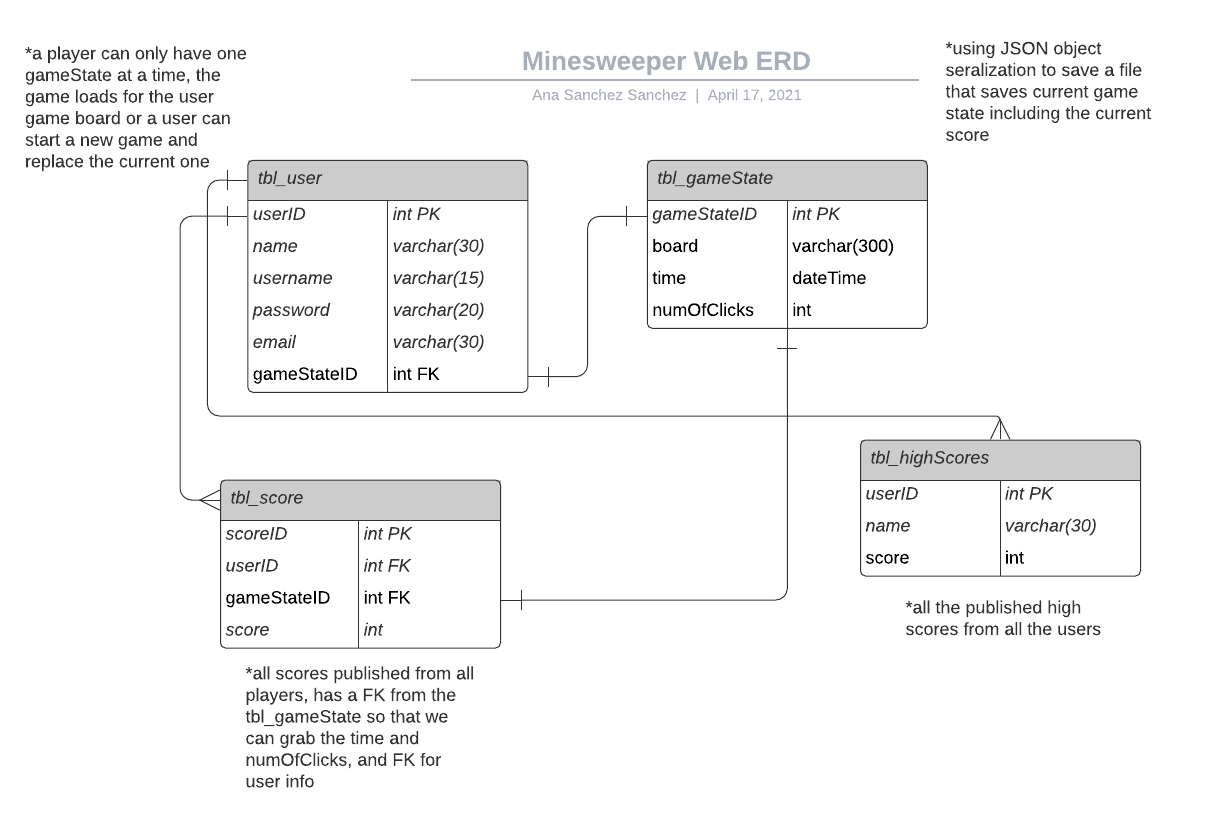 *a player can only have one
gameState at a time, the
game loads for the user
game board or a user can
start a new game and
replace the current one
Minesweeper Web ERD
Ana Sanchez Sanchez | April 17, 2021
*using JSON object
seralization to save a file
that saves current game
state including the current
score
tbl_user
userID int PK
name varchar(30)
username varchar(15)
password varchar(20)
email varchar(30)
gameStateID int FK
tbl_gameState
gameStateID int PK
board varchar(300)
time dateTime
numOfClicks int
tbl_score
scoreID int PK
userID int FK
gameStateID int FK
score int
*all scores published from all
players, has a FK from the
tbl_gameState so that we
can grab the time and
numOfClicks, and FK for
user info
tbl_highScores
userID int PK
name varchar(30)
score int
*all the published high
scores from all the users